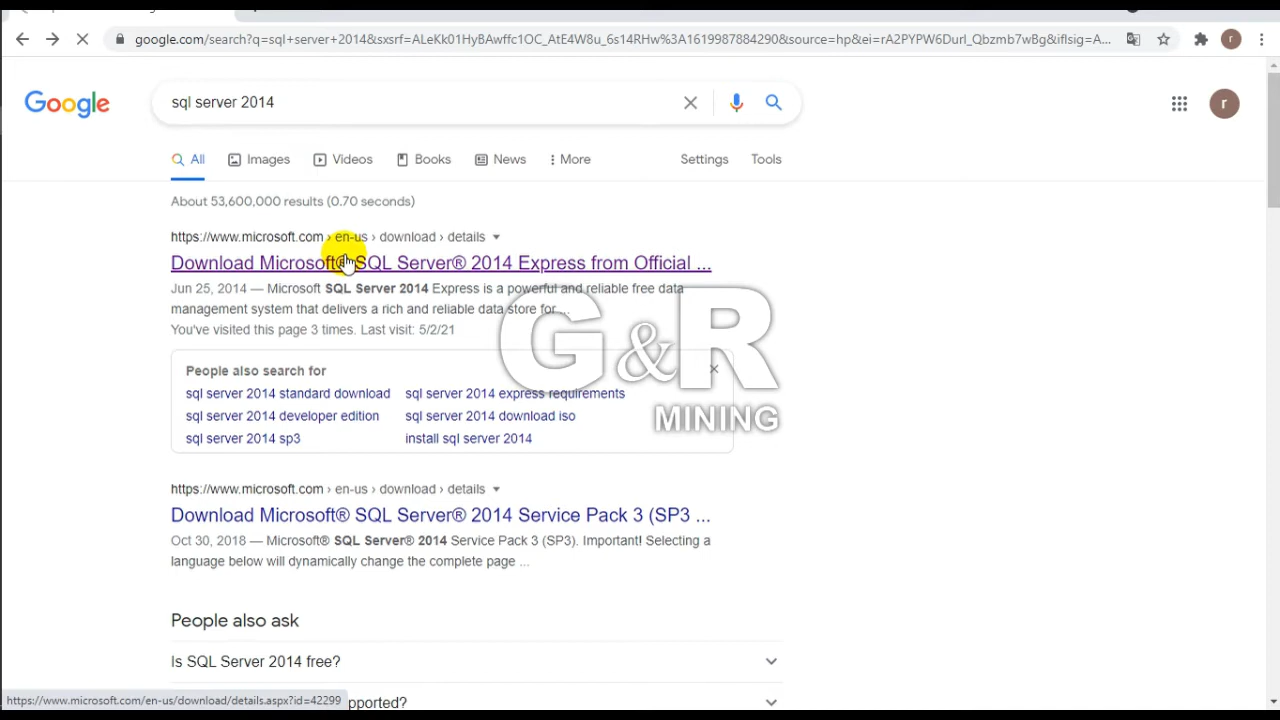 google.com/search?q=sql+server+2014&sxsrf=ALeKk01HyBAwffc1OC_AtE4W8u_6s14RHw%3A1619987884290&source=hp&ei=rA2PYPW6Durl_Qbzmb7wBg&iflsig=A...
r
Google
sql server 2014
r
All
Images
Videos
Books
News
More
Settings
Tools
About 53,600,000 results (0.70 seconds)
https://www.microsoft.com › en-us › download › details
Download Microsoft® SQL Server® 2014 Express from Official ...
Jun 25, 2014 — Microsoft SQL Server 2014 Express is a powerful and reliable free data
management system that delivers a rich and reliable data store for ...
You've visited this page 3 times. Last visit: 5/2/21
G&R
MINING
People also search for
sql server 2014 standard download
sql server 2014 express requirements
sql server 2014 developer edition
sql server 2014 download iso
sql server 2014 sp3
install sql server 2014
https://www.microsoft.com › en-us › download › details
Download Microsoft® SQL Server® 2014 Service Pack 3 (SP3 ...
Oct 30, 2018 — Microsoft® SQL Server® 2014 Service Pack 3 (SP3). Important! Selecting a
language below will dynamically change the complete page ...
People also ask
Is SQL Server 2014 free?
pported?
https://www.microsoft.com/en-us/download/details.aspx?id=42299